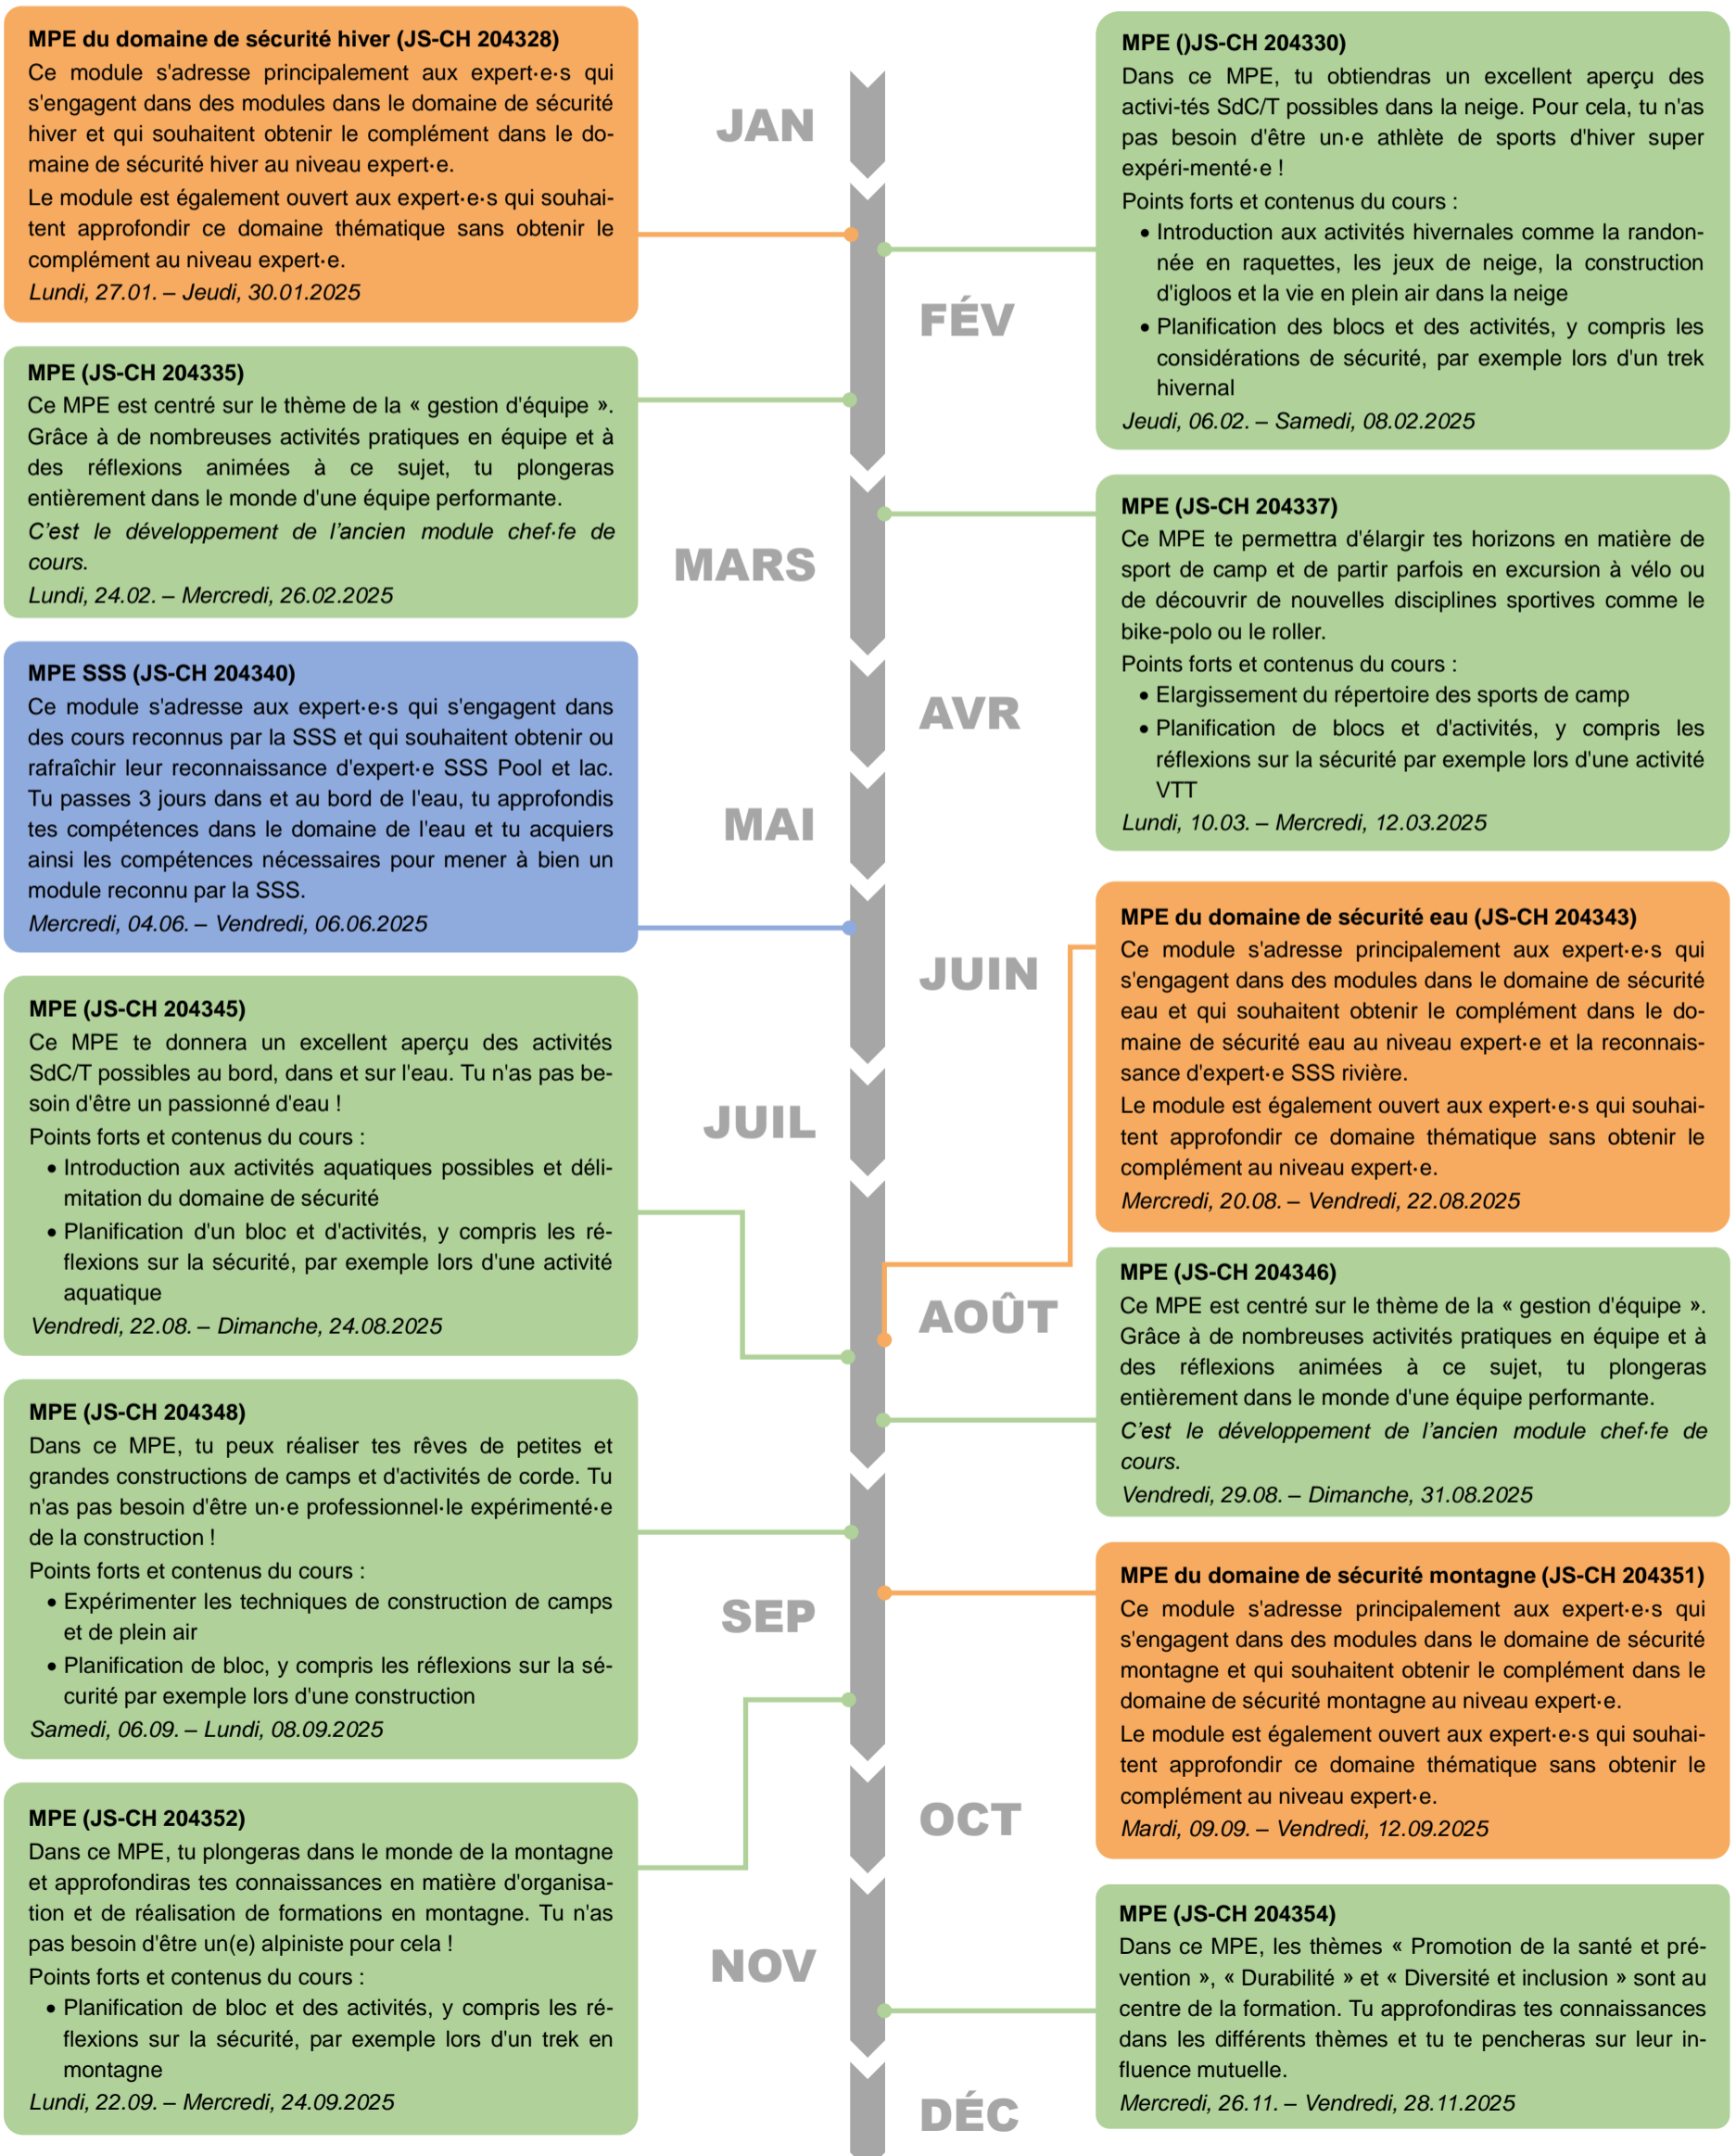 MPE du domaine de sécurité hiver (JS-CH 204328)
Ce module s'adresse principalement aux expert·e·s qui
s'engagent dans des modules dans le domaine de sécurité
hiver et qui souhaitent obtenir le complément dans le do-
maine de sécurité hiver au niveau expert·e.
Le module est également ouvert aux expert·e·s qui souhai-
tent approfondir ce domaine thématique sans obtenir le
complément au niveau expert·e.
Lundi, 27.01. – Jeudi, 30.01.2025
JAN
MPE ()JS-CH 204330)
Dans ce MPE, tu obtiendras un excellent aperçu des
activi-tés SdC/T possibles dans la neige. Pour cela, tu n'as
pas besoin d'être un·e athlète de sports d'hiver super
expéri-menté·e !
Points forts et contenus du cours :
• Introduction aux activités hivernales comme la randon-
née en raquettes, les jeux de neige, la construction
d'igloos et la vie en plein air dans la neige
• Planification des blocs et des activités, y compris les
considérations de sécurité, par exemple lors d'un trek
hivernal
Jeudi, 06.02. – Samedi, 08.02.2025
FÉV
MPE (JS-CH 204335)
Ce MPE est centré sur le thème de la « gestion d'équipe ».
Grâce à de nombreuses activités pratiques en équipe et à
des réflexions animées à ce sujet, tu plongeras
entièrement dans le monde d'une équipe performante.
C'est le développement de l'ancien module chef·fe de
cours.
Lundi, 24.02. – Mercredi, 26.02.2025
MARS
MPE (JS-CH 204337)
Ce MPE te permettra d'élargir tes horizons en matière de
sport de camp et de partir parfois en excursion à vélo ou
de découvrir de nouvelles disciplines sportives comme le
bike-polo ou le roller.
Points forts et contenus du cours :
• Elargissement du répertoire des sports de camp
• Planification de blocs et d'activités, y compris les
réflexions sur la sécurité par exemple lors d'une activité
VTT
Lundi, 10.03. – Mercredi, 12.03.2025
AVR
MPE SSS (JS-CH 204340)
Ce module s'adresse aux expert·e·s qui s'engagent dans
des cours reconnus par la SSS et qui souhaitent obtenir ou
rafraîchir leur reconnaissance d'expert·e SSS Pool et lac.
Tu passes 3 jours dans et au bord de l'eau, tu approfondis
tes compétences dans le domaine de l'eau et tu acquiers
ainsi les compétences nécessaires pour mener à bien un
module reconnu par la SSS.
Mercredi, 04.06. – Vendredi, 06.06.2025
MAI
JUIN
MPE du domaine de sécurité eau (JS-CH 204343)
Ce module s'adresse principalement aux expert·e·s qui
s'engagent dans des modules dans le domaine de sécurité
eau et qui souhaitent obtenir le complément dans le do-
maine de sécurité eau au niveau expert·e et la reconnais-
sance d'expert·e SSS rivière.
Le module est également ouvert aux expert·e·s qui souhai-
tent approfondir ce domaine thématique sans obtenir le
complément au niveau expert·e.
Mercredi, 20.08. – Vendredi, 22.08.2025
MPE (JS-CH 204345)
Ce MPE te donnera un excellent aperçu des activités
SdC/T possibles au bord, dans et sur l'eau. Tu n'as pas be-
soin d'être un passionné d'eau !
Points forts et contenus du cours :
• Introduction aux activités aquatiques possibles et déli-
mitation du domaine de sécurité
• Planification d'un bloc et d'activités, y compris les ré-
flexions sur la sécurité, par exemple lors d'une activité
aquatique
Vendredi, 22.08. – Dimanche, 24.08.2025
JUIL
AOÛT
MPE (JS-CH 204346)
Ce MPE est centré sur le thème de la « gestion d'équipe ».
Grâce à de nombreuses activités pratiques en équipe et à
des réflexions animées à ce sujet, tu plongeras
entièrement dans le monde d'une équipe performante.
C'est le développement de l'ancien module chef·fe de
cours.
Vendredi, 29.08. – Dimanche, 31.08.2025
MPE (JS-CH 204348)
Dans ce MPE, tu peux réaliser tes rêves de petites et
grandes constructions de camps et d'activités de corde. Tu
n'as pas besoin d'être un·e professionnel·le expérimenté·e
de la construction !
Points forts et contenus du cours :
• Expérimenter les techniques de construction de camps
et de plein air
• Planification de bloc, y compris les réflexions sur la sé-
curité par exemple lors d'une construction
Samedi, 06.09. – Lundi, 08.09.2025
SEP
MPE du domaine de sécurité montagne (JS-CH 204351)
Ce module s'adresse principalement aux expert·e·s qui
s'engagent dans des modules dans le domaine de sécurité
montagne et qui souhaitent obtenir le complément dans le
domaine de sécurité montagne au niveau expert·e.
Le module est également ouvert aux expert·e·s qui souhai-
tent approfondir ce domaine thématique sans obtenir le
complément au niveau expert·e.
Mardi, 09.09. – Vendredi, 12.09.2025
OCT
MPE (JS-CH 204352)
Dans ce MPE, tu plongeras dans le monde de la montagne
et approfondiras tes connaissances en matière d'organisa-
tion et de réalisation de formations en montagne. Tu n'as
pas besoin d'être un(e) alpiniste pour cela !
Points forts et contenus du cours :
• Planification de bloc et des activités, y compris les ré-
flexions sur la sécurité, par exemple lors d'un trek en
montagne
Lundi, 22.09. – Mercredi, 24.09.2025
NOV
MPE (JS-CH 204354)
Dans ce MPE, les thèmes « Promotion de la santé et pré-
vention », « Durabilité » et « Diversité et inclusion » sont au
centre de la formation. Tu approfondiras tes connaissances
dans les différents thèmes et tu te pencheras sur leur in-
fluence mutuelle.
Mercredi, 26.11. – Vendredi, 28.11.2025
DÉC